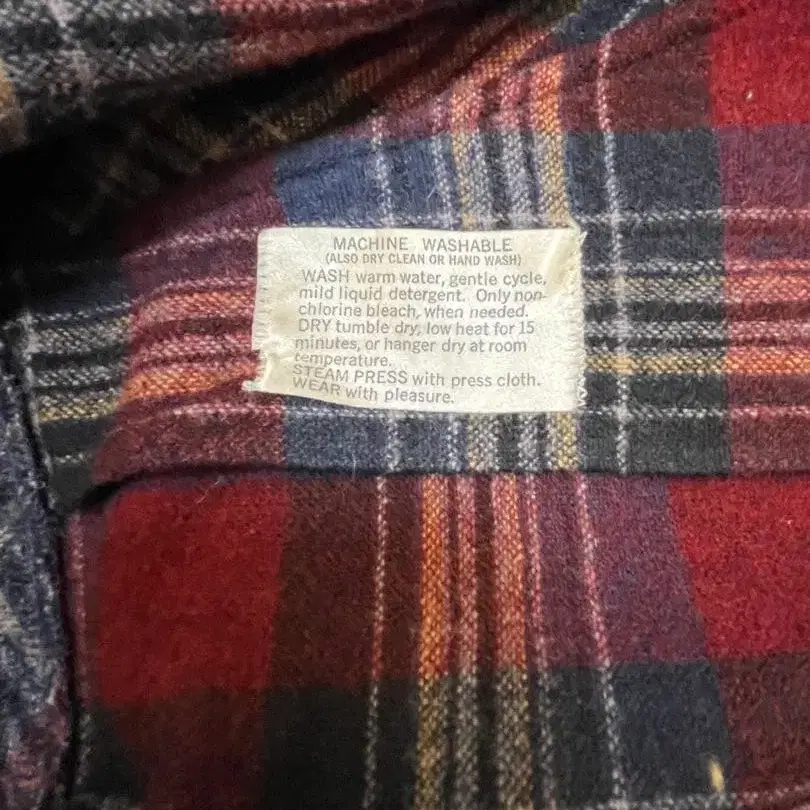 MACHINE WASHABLE
(ALSO DRY CLEAN OR HAND WASH)
WASH warm water, gentle cycle,
mild liquid detergent. Only non-
chlorine bleach, when needed.
DRY tumble dry, low heat for 15
minutes, or hanger dry at room
temperature.
STEAM PRESS with press cloth.
WEAR with pleasure.